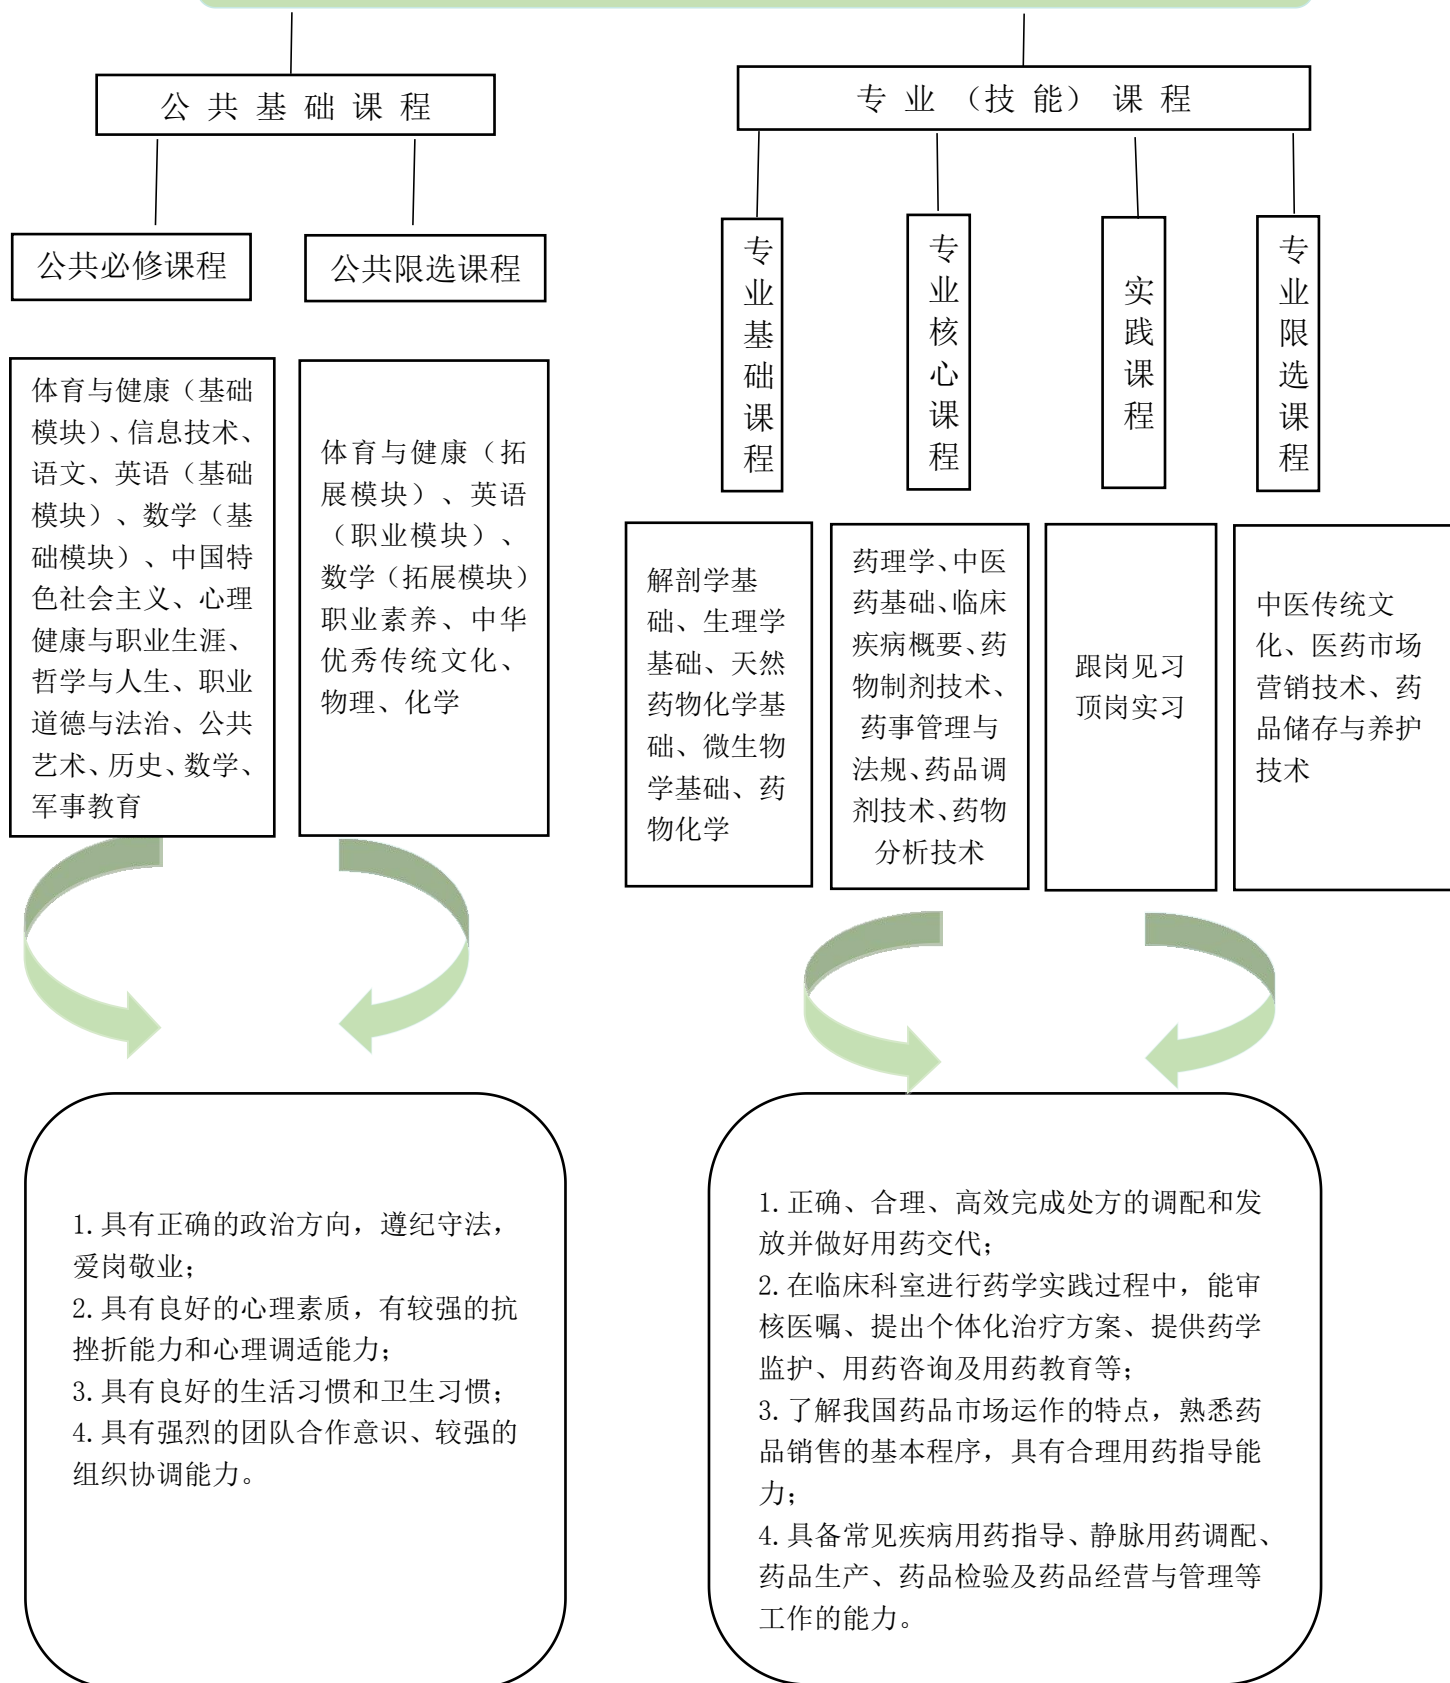 公共基础课程
专业（技能）课程
公共必修课程
公共限选课程
专业基础课程
专业核心课程
实践课程
专业限选课程
体育与健康（基础
模块）、信息技术、
语文、英语（基础
模块）、数学（基
础模块）、中国特
色社会主义、心理
健康与职业生涯、
哲学与人生、职业
道德与法治、公共
艺术、历史、数学、
军事教育
体育与健康（拓
展模块）、英语
（职业模块）、
数学（拓展模块）
职业素养、中华
优秀传统文化、
物理、化学
解剖学基
础、生理学
基础、天然
药物化学基
础、微生物
学基础、药
物化学
药理学、中医
药基础、临床
疾病概要、药
物制剂技术、
药事管理与
法规、药品调
剂技术、药物
分析技术
跟岗见习
顶岗实习
中医传统文
化、医药市场
营销技术、药
品储存与养护
技术
1.具有正确的政治方向，遵纪守法，
爱岗敬业；
2.具有良好的心理素质，有较强的抗
挫折能力和心理调适能力；
3.具有良好的生活习惯和卫生习惯；
4.具有强烈的团队合作意识、较强的
组织协调能力。
1.正确、合理、高效完成处方的调配和发
放并做好用药交代；
2.在临床科室进行药学实践过程中，能审
核医嘱、提出个体化治疗方案、提供药学
监护、用药咨询及用药教育等；
3.了解我国药品市场运作的特点，熟悉药
品销售的基本程序，具有合理用药指导能
力；
4.具备常见疾病用药指导、静脉用药调配、
药品生产、药品检验及药品经营与管理等
工作的能力。